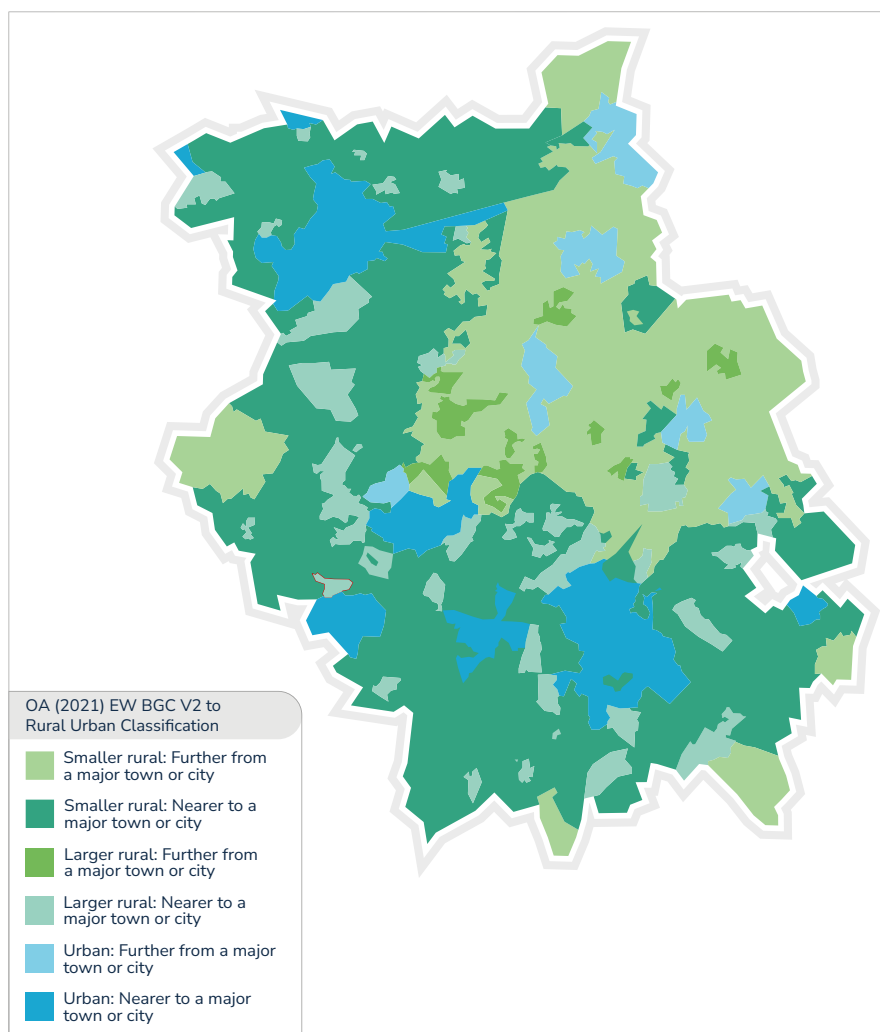 OA (2021) EW BGC V2 to
Rural Urban Classification
Smaller rural: Further from
a major town or city
Smaller rural: Nearer to a
major town or city
Larger rural: Further from
a major town or city
Larger rural: Nearer to a
major town or city
Urban: Further from a major
town or city
Urban: Nearer to a major
town or city